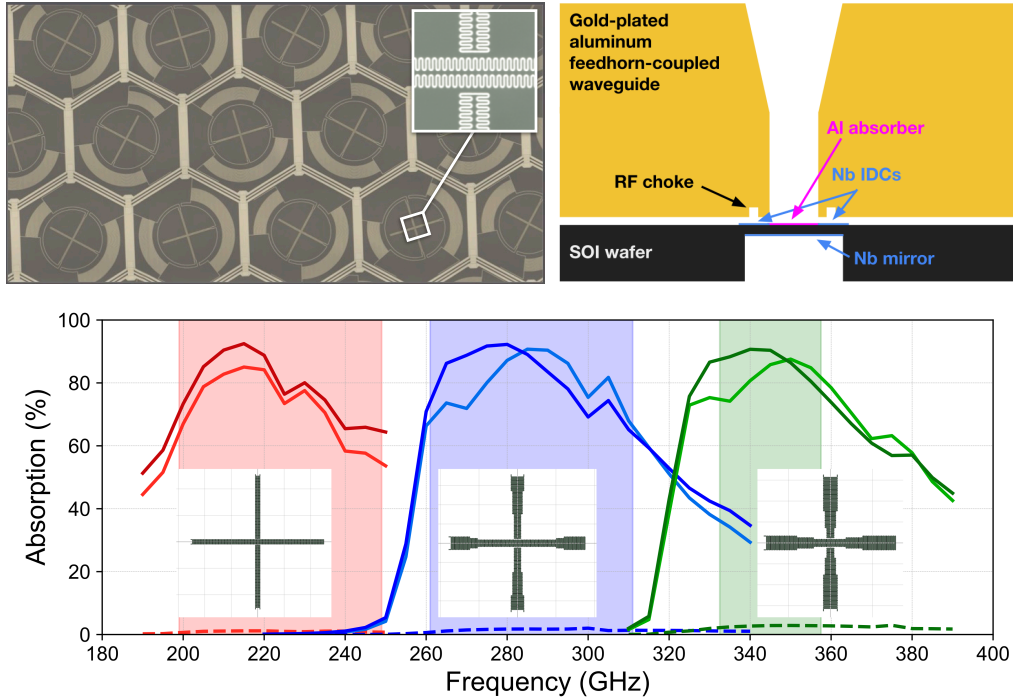 Gold-plated
aluminum
feedhorn-coupled
waveguide
Al absorber
Nb IDCs
RF choke
SOI wafer
Nb mirror
100
80
60
40
20
0
Absorption (%)
180 200 220 240 260 280 300 320 340 360 380 400
Frequency (GHz)